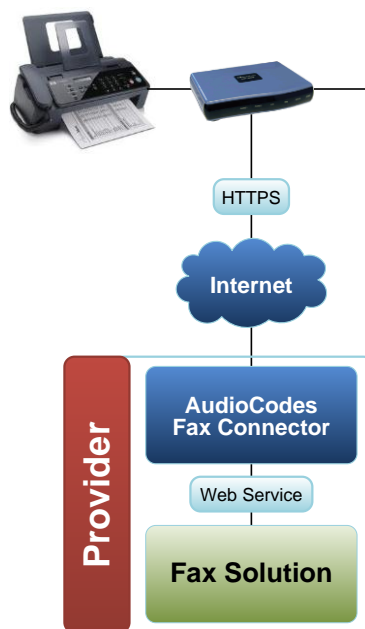 HTTPS
Internet
Provider
AudioCodes
Fax Connector
Web Service
Fax Solution